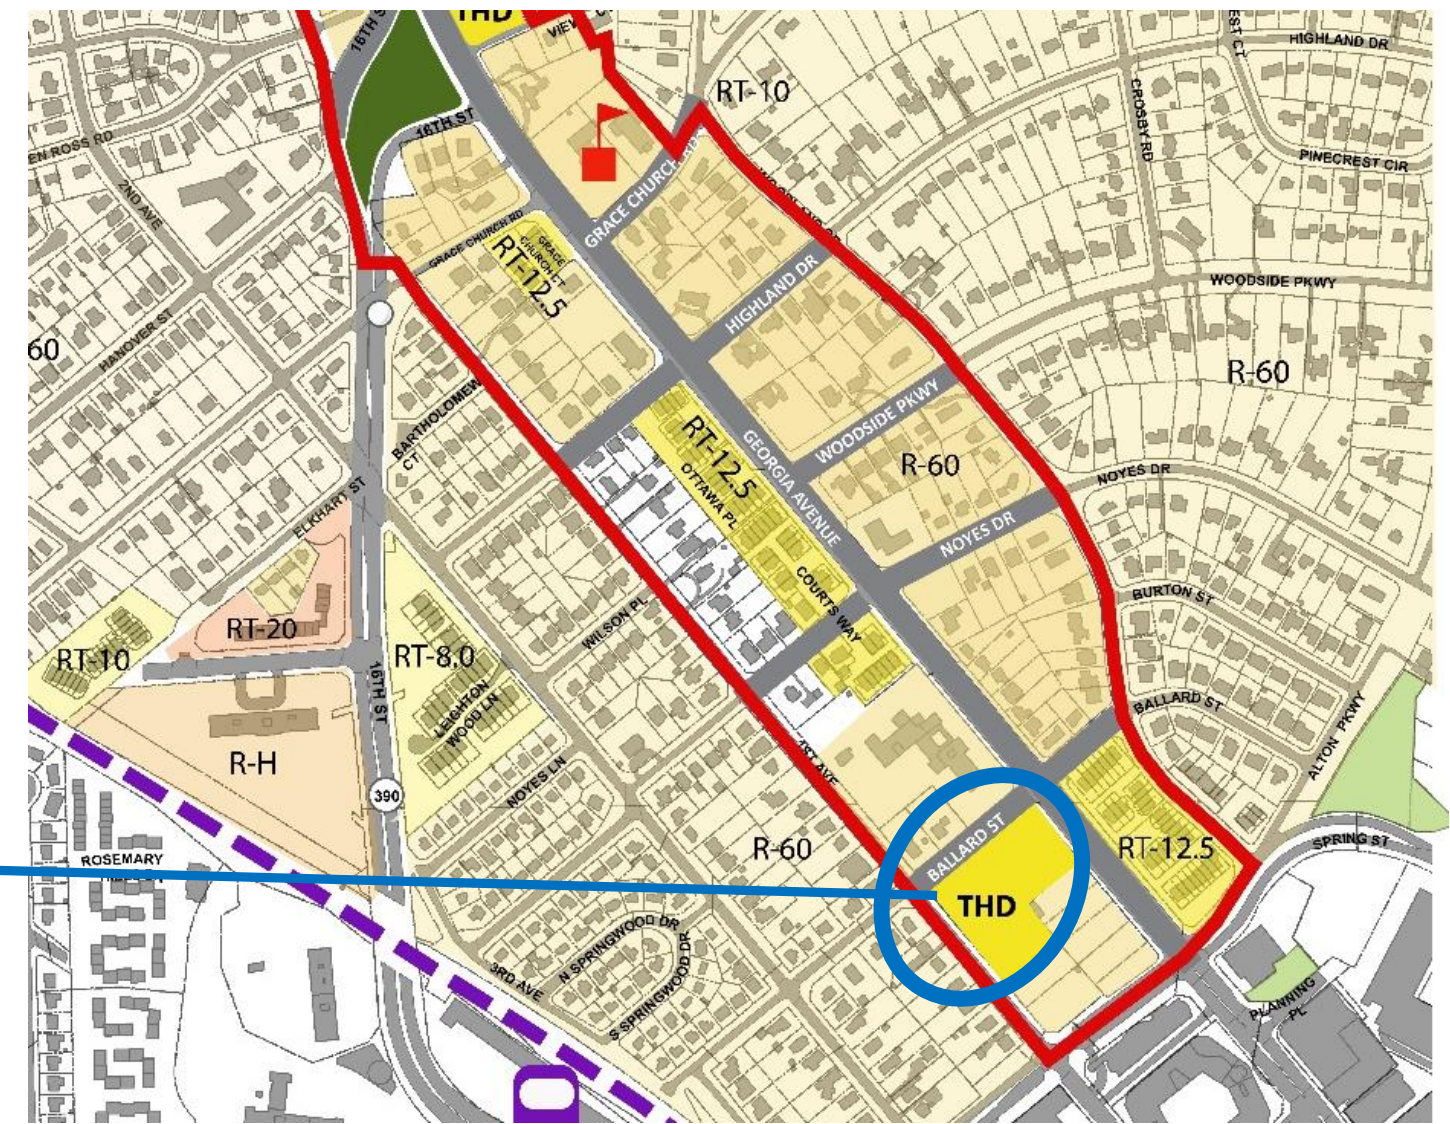 THD
16TH S
HIGHLAND DR
RT-10
CROSBY RD
16TH ST
EN ROSS RD
PINECREST CIR
2ND AVE
GRACE CHURCH RD
GRACE CHURCH RD
GRACE
CHURCH CT
RT-12.5
HIGHLAND DR
WOODSIDE PKWY
HANOVER ST
60
R-60
BARTHOLOMEW
CT
WOODSIDE PKWY
RT-12.5
GEORGIA AVENUE
R-60
OTTAWA PL
NOYES DR
ELKHART ST
NOYES DR
COURTS WAY
BURTON ST
WILSON PL
RT-20
RT-10
RT-8.0
16TH ST
LEIGHTON
WOOD LN
BALLARD ST
ALTON PKWY
1ST AVE
R-H
NOYES LN
390
BALLARD ST
R-60
RT-12.5
SPRING ST
ROSEMARY
THD
N SPRINGWOOD DR
S SPRINGWOOD DR
3RD AVE
PLANNING
PL